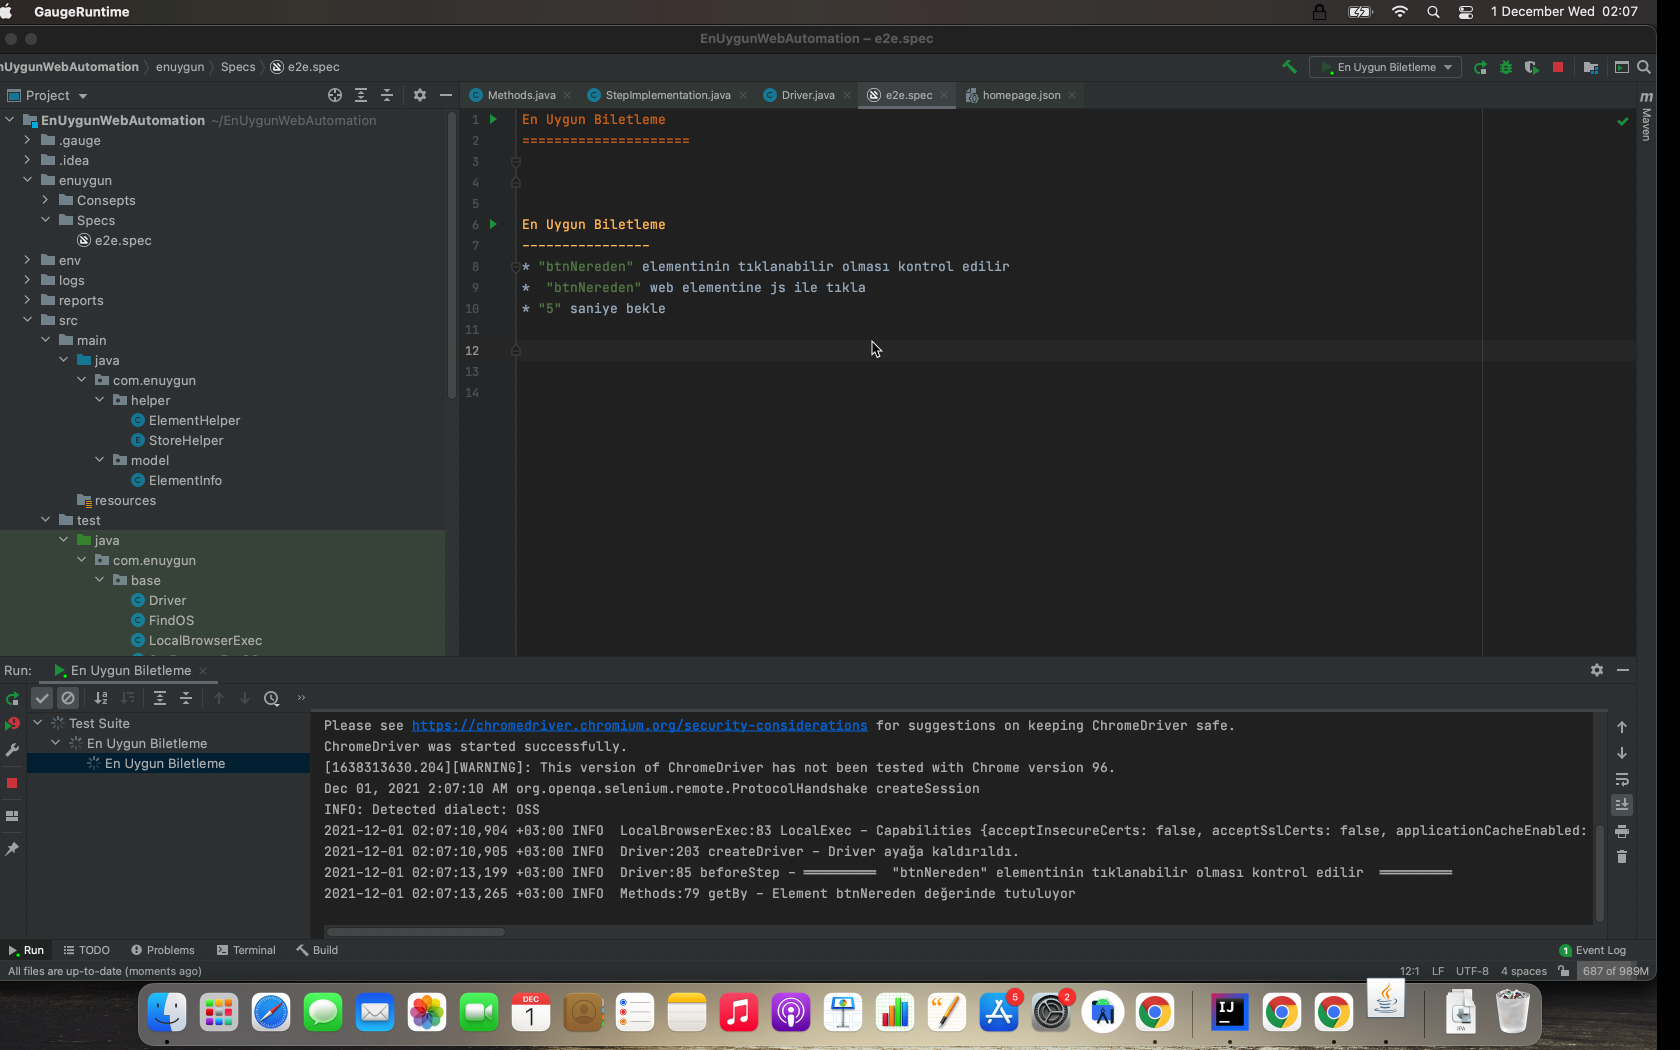 GaugeRuntime
1 December Wed 02:07
EnUygunWebAutomation – e2e.spec
nUygunWebAutomation enuygun Specs e2e.spec
En Uygun Biletleme
Project
Methods.java
StepImplementation.java
Driver.java
e2e.spec
homepage.json
m Maven
EnUygunWebAutomation ~/EnUygunWebAutomation
.gauge
.idea
enuygun
Consepts
Specs
e2e.spec
env
logs
reports
src
main
java
com.enuygun
helper
ElementHelper
StoreHelper
model
ElementInfo
resources
test
java
com.enuygun
base
Driver
FindOS
LocalBrowserExec
1 En Uygun Biletleme
2 =====================
3
4
5
6 En Uygun Biletleme
7 ----------------
8 * "btnNereden" elementinin tıklanabilir olması kontrol edilir
9 *  "btnNereden" web elementine js ile tıkla
10 * "5" saniye bekle
11
12
13
14
Run: En Uygun Biletleme
Test Suite
En Uygun Biletleme
En Uygun Biletleme
Please see https://chromedriver.chromium.org/security-considerations for suggestions on keeping ChromeDriver safe.
ChromeDriver was started successfully.
[1638313630.204][WARNING]: This version of ChromeDriver has not been tested with Chrome version 96.
Dec 01, 2021 2:07:10 AM org.openqa.selenium.remote.ProtocolHandshake createSession
INFO: Detected dialect: OSS
2021-12-01 02:07:10,904 +03:00 INFO  LocalBrowserExec:83 LocalExec - Capabilities {acceptInsecureCerts: false, acceptSslCerts: false, applicationCacheEnabled:
2021-12-01 02:07:10,905 +03:00 INFO  Driver:203 createDriver - Driver ayağa kaldırıldı.
2021-12-01 02:07:13,199 +03:00 INFO  Driver:85 beforeStep - ═════════  "btnNereden" elementinin tıklanabilir olması kontrol edilir  ═════════
2021-12-01 02:07:13,265 +03:00 INFO  Methods:79 getBy - Element btnNereden değerinde tutuluyor
Run TODO Problems Terminal Build
1 Event Log
All files are up-to-date (moments ago)
12:1 LF UTF-8 4 spaces 687 of 989M
DEC
1
5
2
IJ
IPA